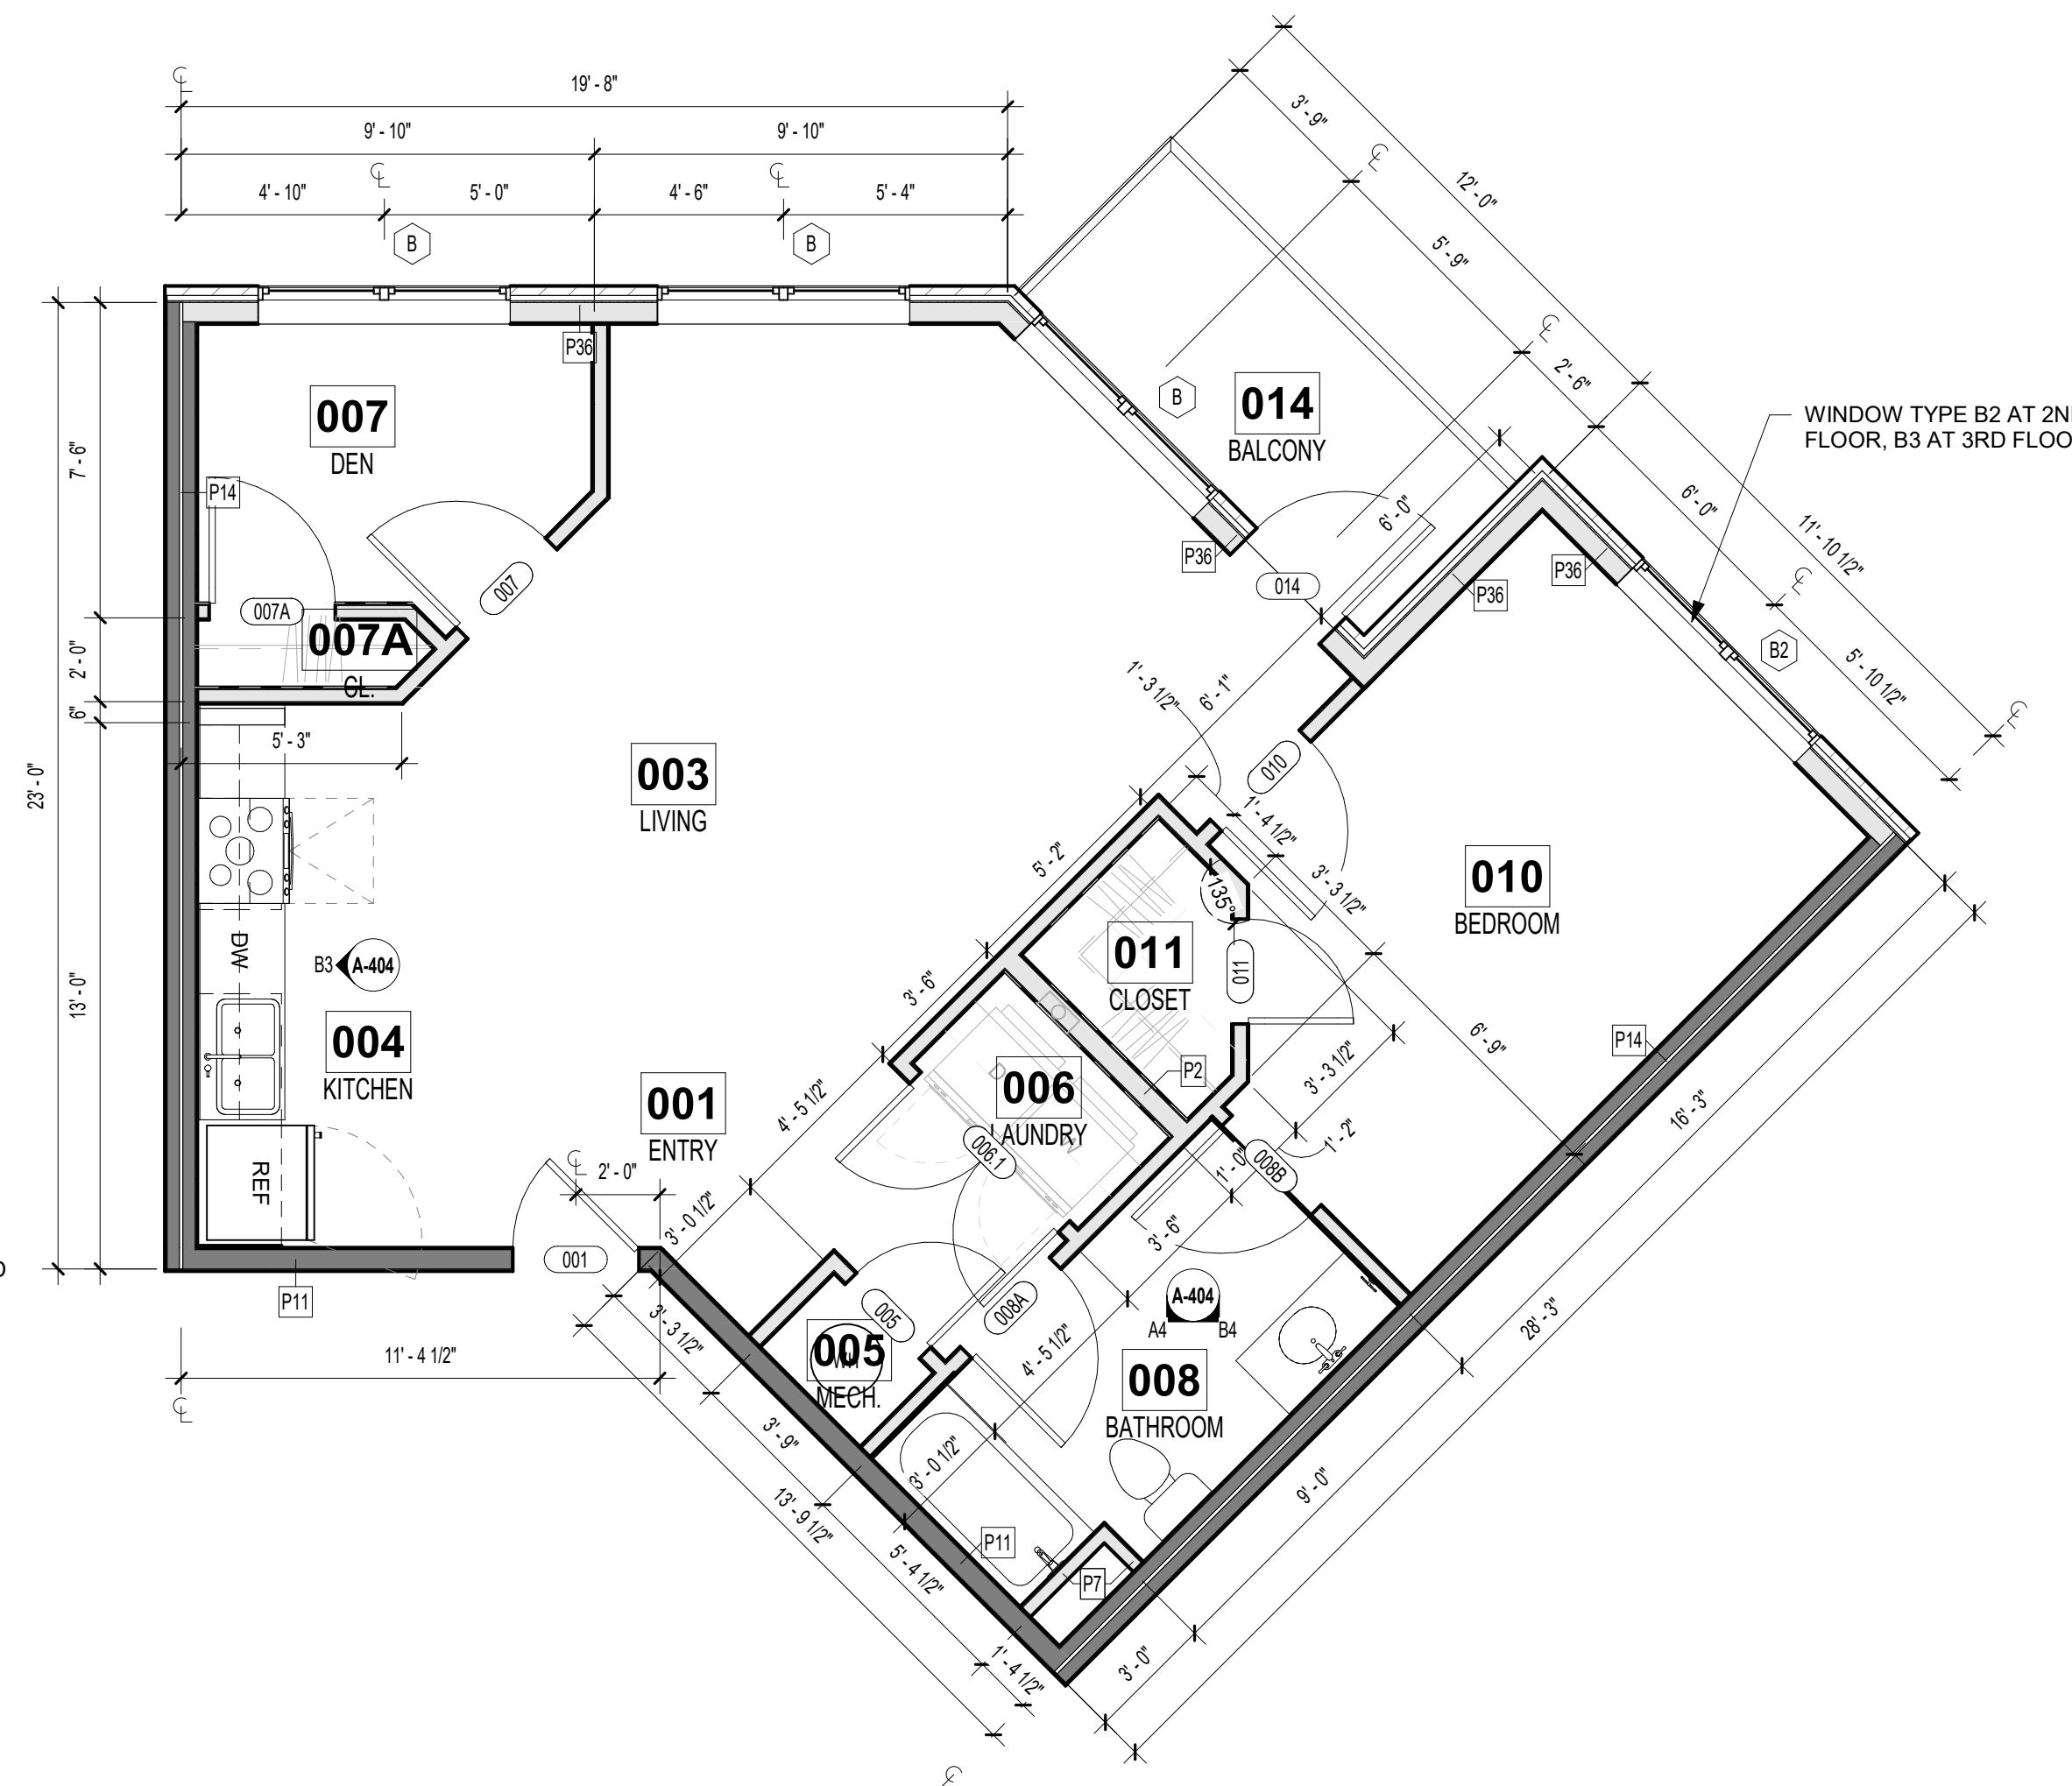 19' - 8"
9' - 10"
9' - 10"
4' - 10"
5' - 0"
4' - 6"
5' - 4"
B
B
3' - 9"
12' - 0"
5' - 9"
2' - 6"
6' - 0"
11' - 10 1/2"
5' - 10 1/2"
WINDOW TYPE B2 AT 2N
FLOOR, B3 AT 3RD FLOO
B2
P36
007
DEN
P14
007
007A
007A
CL.
B
014
BALCONY
6' - 0"
P36
014
P36
P36
7' - 6"
2' - 0"
6"
23' - 0"
13' - 0"
5' - 3"
003
LIVING
1' - 3 1/2"
6' - 1"
010
1' - 4 1/2"
3' - 3 1/2"
5' - 2"
135°
010
BEDROOM
DW
B3
A-404
004
KITCHEN
REF
001
ENTRY
2' - 0"
001
P11
11' - 4 1/2"
3' - 6"
011
CLOSET
011
P2
6' - 9"
P14
3' - 3 1/2"
1' - 2"
4' - 5 1/2"
D
W
006
LAUNDRY
006.1
1' - 0"
008B
3' - 6"
3' - 0 1/2"
3' - 3 1/2"
005
008A
005
WH
MECH.
A-404
A4
B4
4' - 5 1/2"
008
BATHROOM
3' - 9"
3' - 0 1/2"
13' - 9 1/2"
P11
5' - 4 1/2"
P7
1' - 4 1/2"
16' - 3"
28' - 3"
9' - 0"
3' - 0"